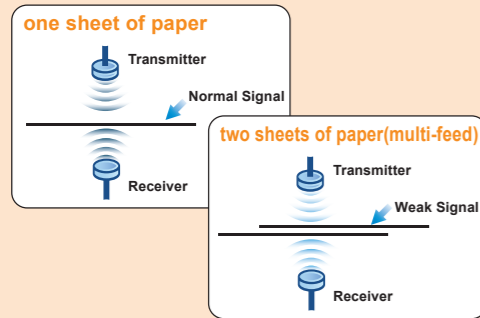 one sheet of paper
Transmitter
Normal Signal
Receiver
two sheets of paper(multi-feed)
Transmitter
Weak Signal
Receiver